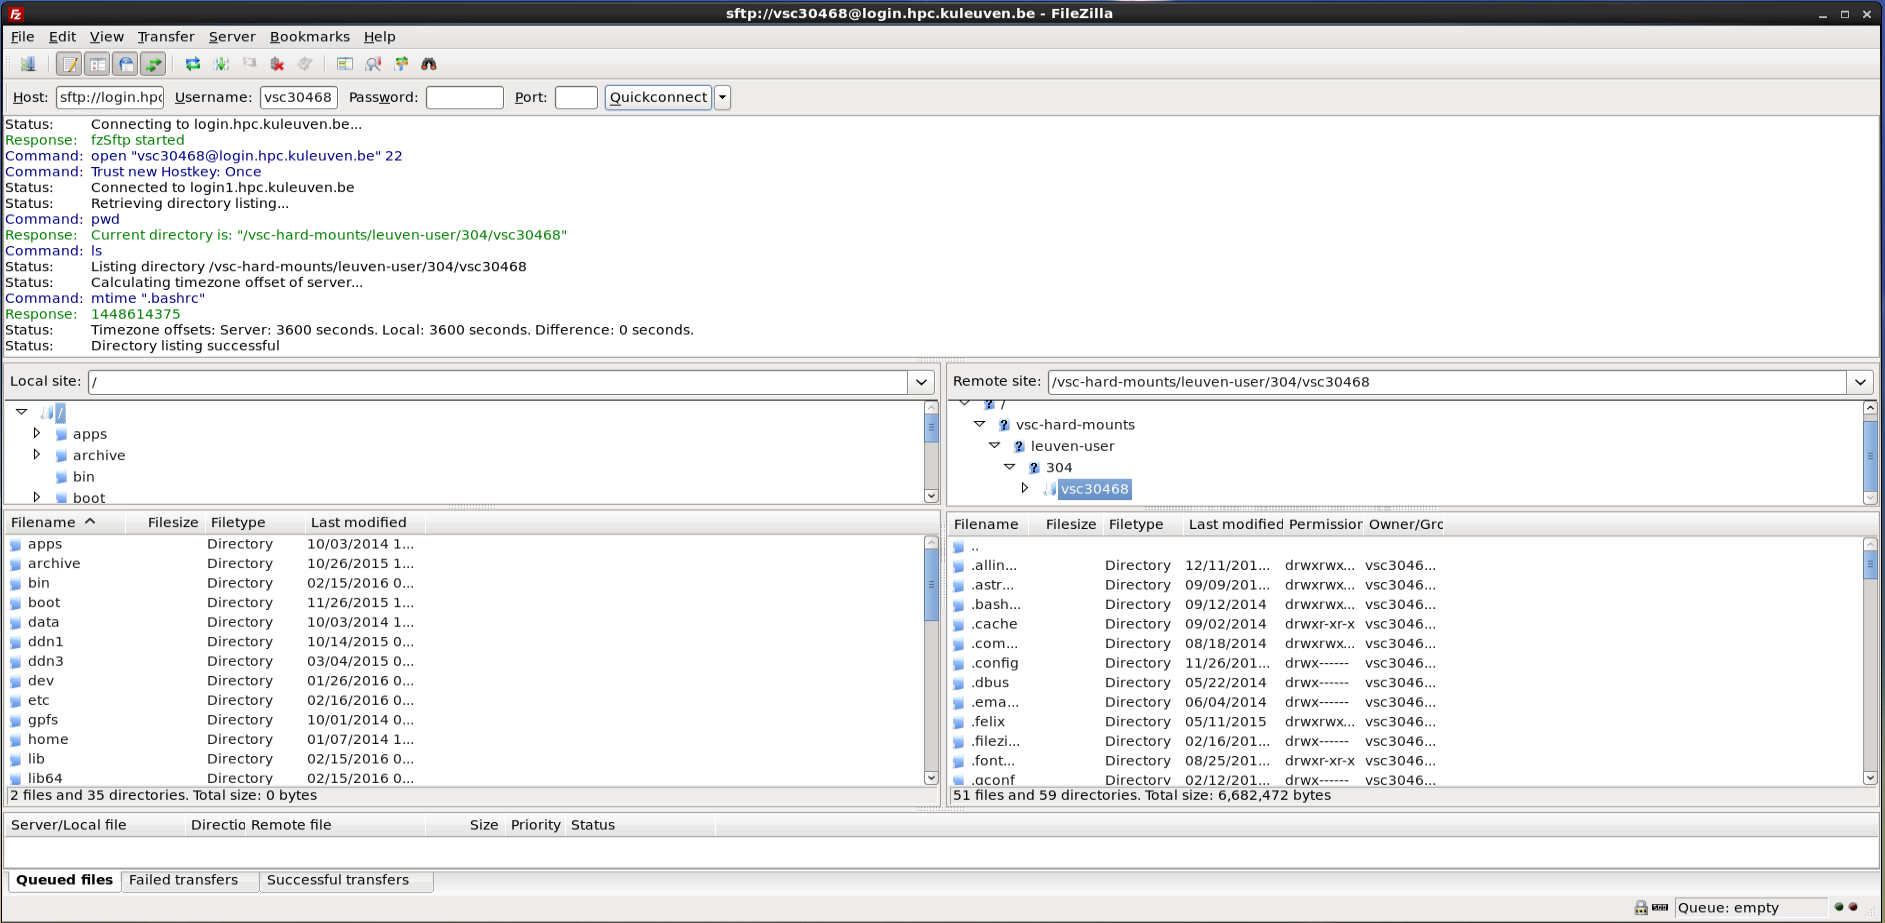 sftp://vsc30468@login.hpc.kuleuven.be - FileZilla
File Edit View Transfer Server Bookmarks Help
Host: sftp://login.hpc Username: vsc30468 Password: Port: Quickconnect
Status: Connecting to login.hpc.kuleuven.be...
Response: fzSftp started
Command: open "vsc30468@login.hpc.kuleuven.be" 22
Command: Trust new Hostkey: Once
Status: Connected to login1.hpc.kuleuven.be
Status: Retrieving directory listing...
Command: pwd
Response: Current directory is: "/vsc-hard-mounts/leuven-user/304/vsc30468"
Command: ls
Status: Listing directory /vsc-hard-mounts/leuven-user/304/vsc30468
Status: Calculating timezone offset of server...
Command: mtime ".bashrc"
Response: 1448614375
Status: Timezone offsets: Server: 3600 seconds. Local: 3600 seconds. Difference: 0 seconds.
Status: Directory listing successful
Local site: /
/
apps
archive
bin
boot
Filename Filesize Filetype Last modified
apps Directory 10/03/2014 1...
archive Directory 10/26/2015 1...
bin Directory 02/15/2016 0...
boot Directory 11/26/2015 1...
data Directory 10/03/2014 1...
ddn1 Directory 10/14/2015 0...
ddn3 Directory 03/04/2015 0...
dev Directory 01/26/2016 0...
etc Directory 02/16/2016 0...
gpfs Directory 10/01/2014 0...
home Directory 01/07/2014 1...
lib Directory 02/15/2016 0...
lib64 Directory 02/15/2016 0...
2 files and 35 directories. Total size: 0 bytes
Remote site: /vsc-hard-mounts/leuven-user/304/vsc30468
/
vsc-hard-mounts
leuven-user
304
vsc30468
Filename Filesize Filetype Last modified Permission Owner/Gro
..
.allin... Directory 12/11/201... drwxrwx... vsc3046...
.astr... Directory 09/09/201... drwxrwx... vsc3046...
.bash... Directory 09/12/2014 drwxrwx... vsc3046...
.cache Directory 09/02/2014 drwxr-xr-x vsc3046...
.com... Directory 08/18/2014 drwxrwx... vsc3046...
.config Directory 11/26/201... drwx------ vsc3046...
.dbus Directory 05/22/2014 drwx------ vsc3046...
.ema... Directory 06/04/2014 drwx------ vsc3046...
.felix Directory 05/11/2015 drwxrwx... vsc3046...
.filezi... Directory 02/16/201... drwx------ vsc3046...
.font... Directory 08/25/201... drwxr-xr-x vsc3046...
.gconf Directory 02/12/201... drwx------ vsc3046...
51 files and 59 directories. Total size: 6,682,472 bytes
Server/Local file Directio Remote file Size Priority Status
Queued files Failed transfers Successful transfers
Queue: empty